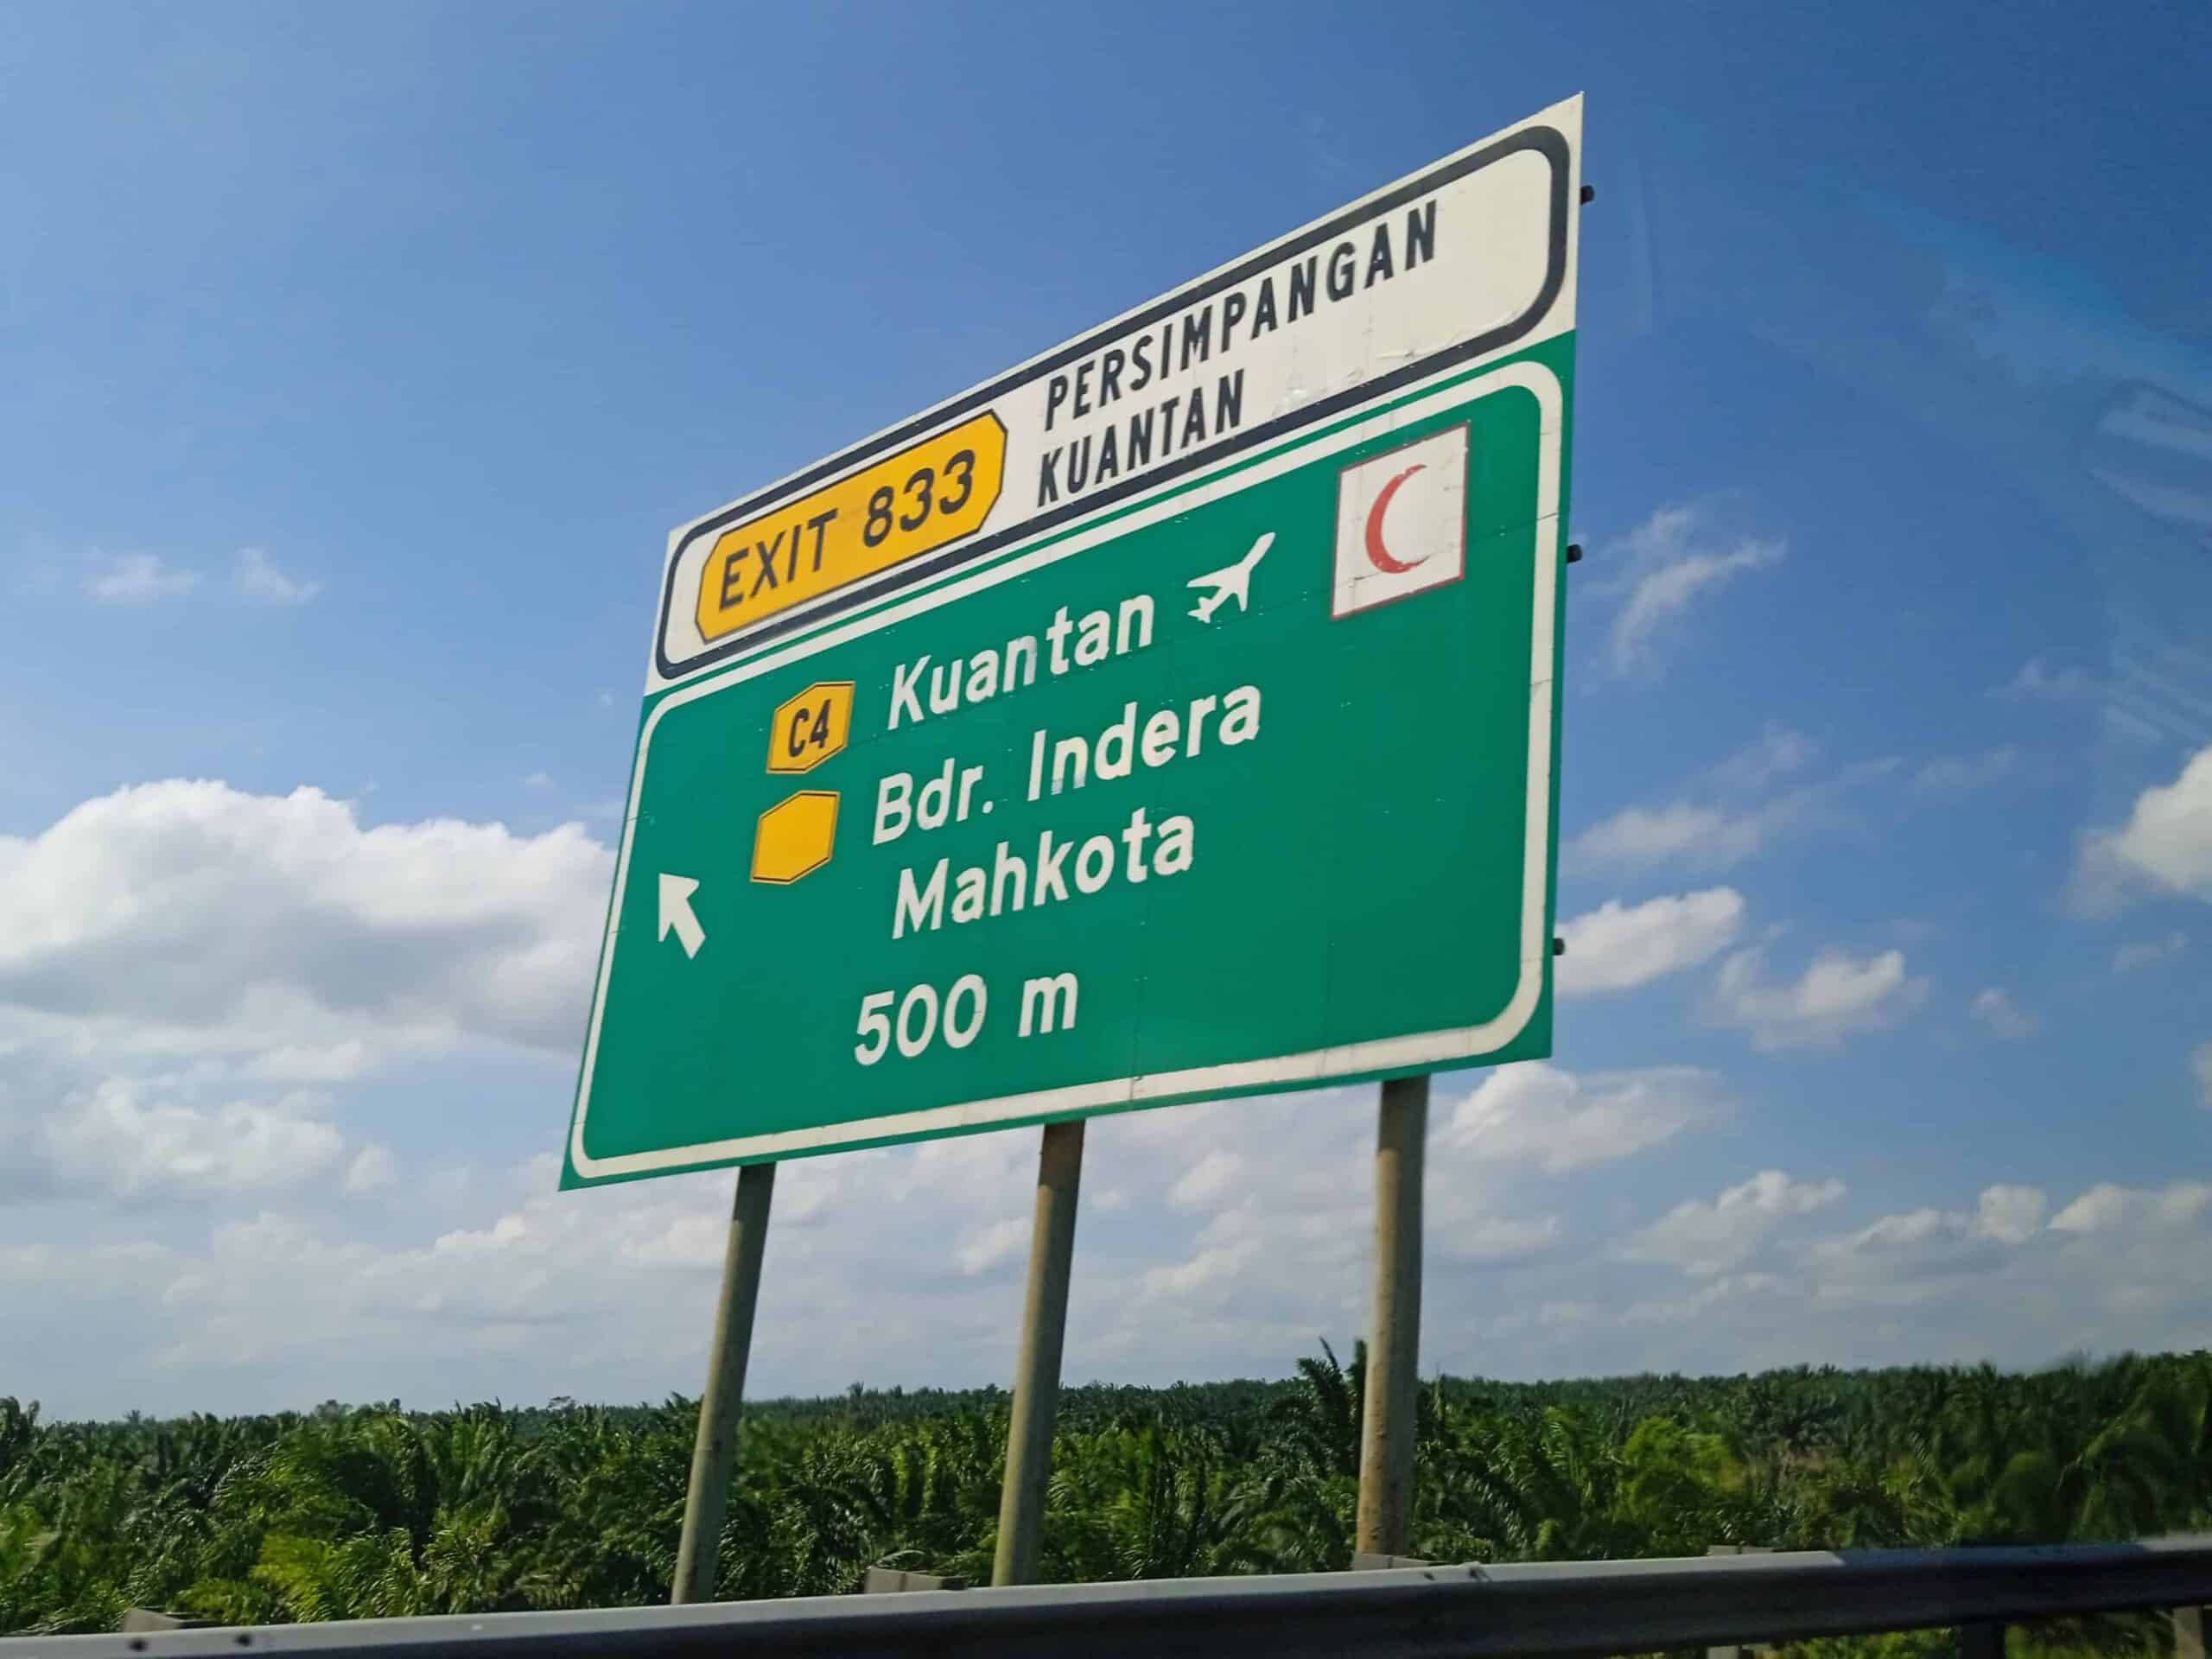 EXIT 833
PERSIMPANGAN
KUANTAN
C4 Kuantan
Bdr. Indera
Mahkota
500 m